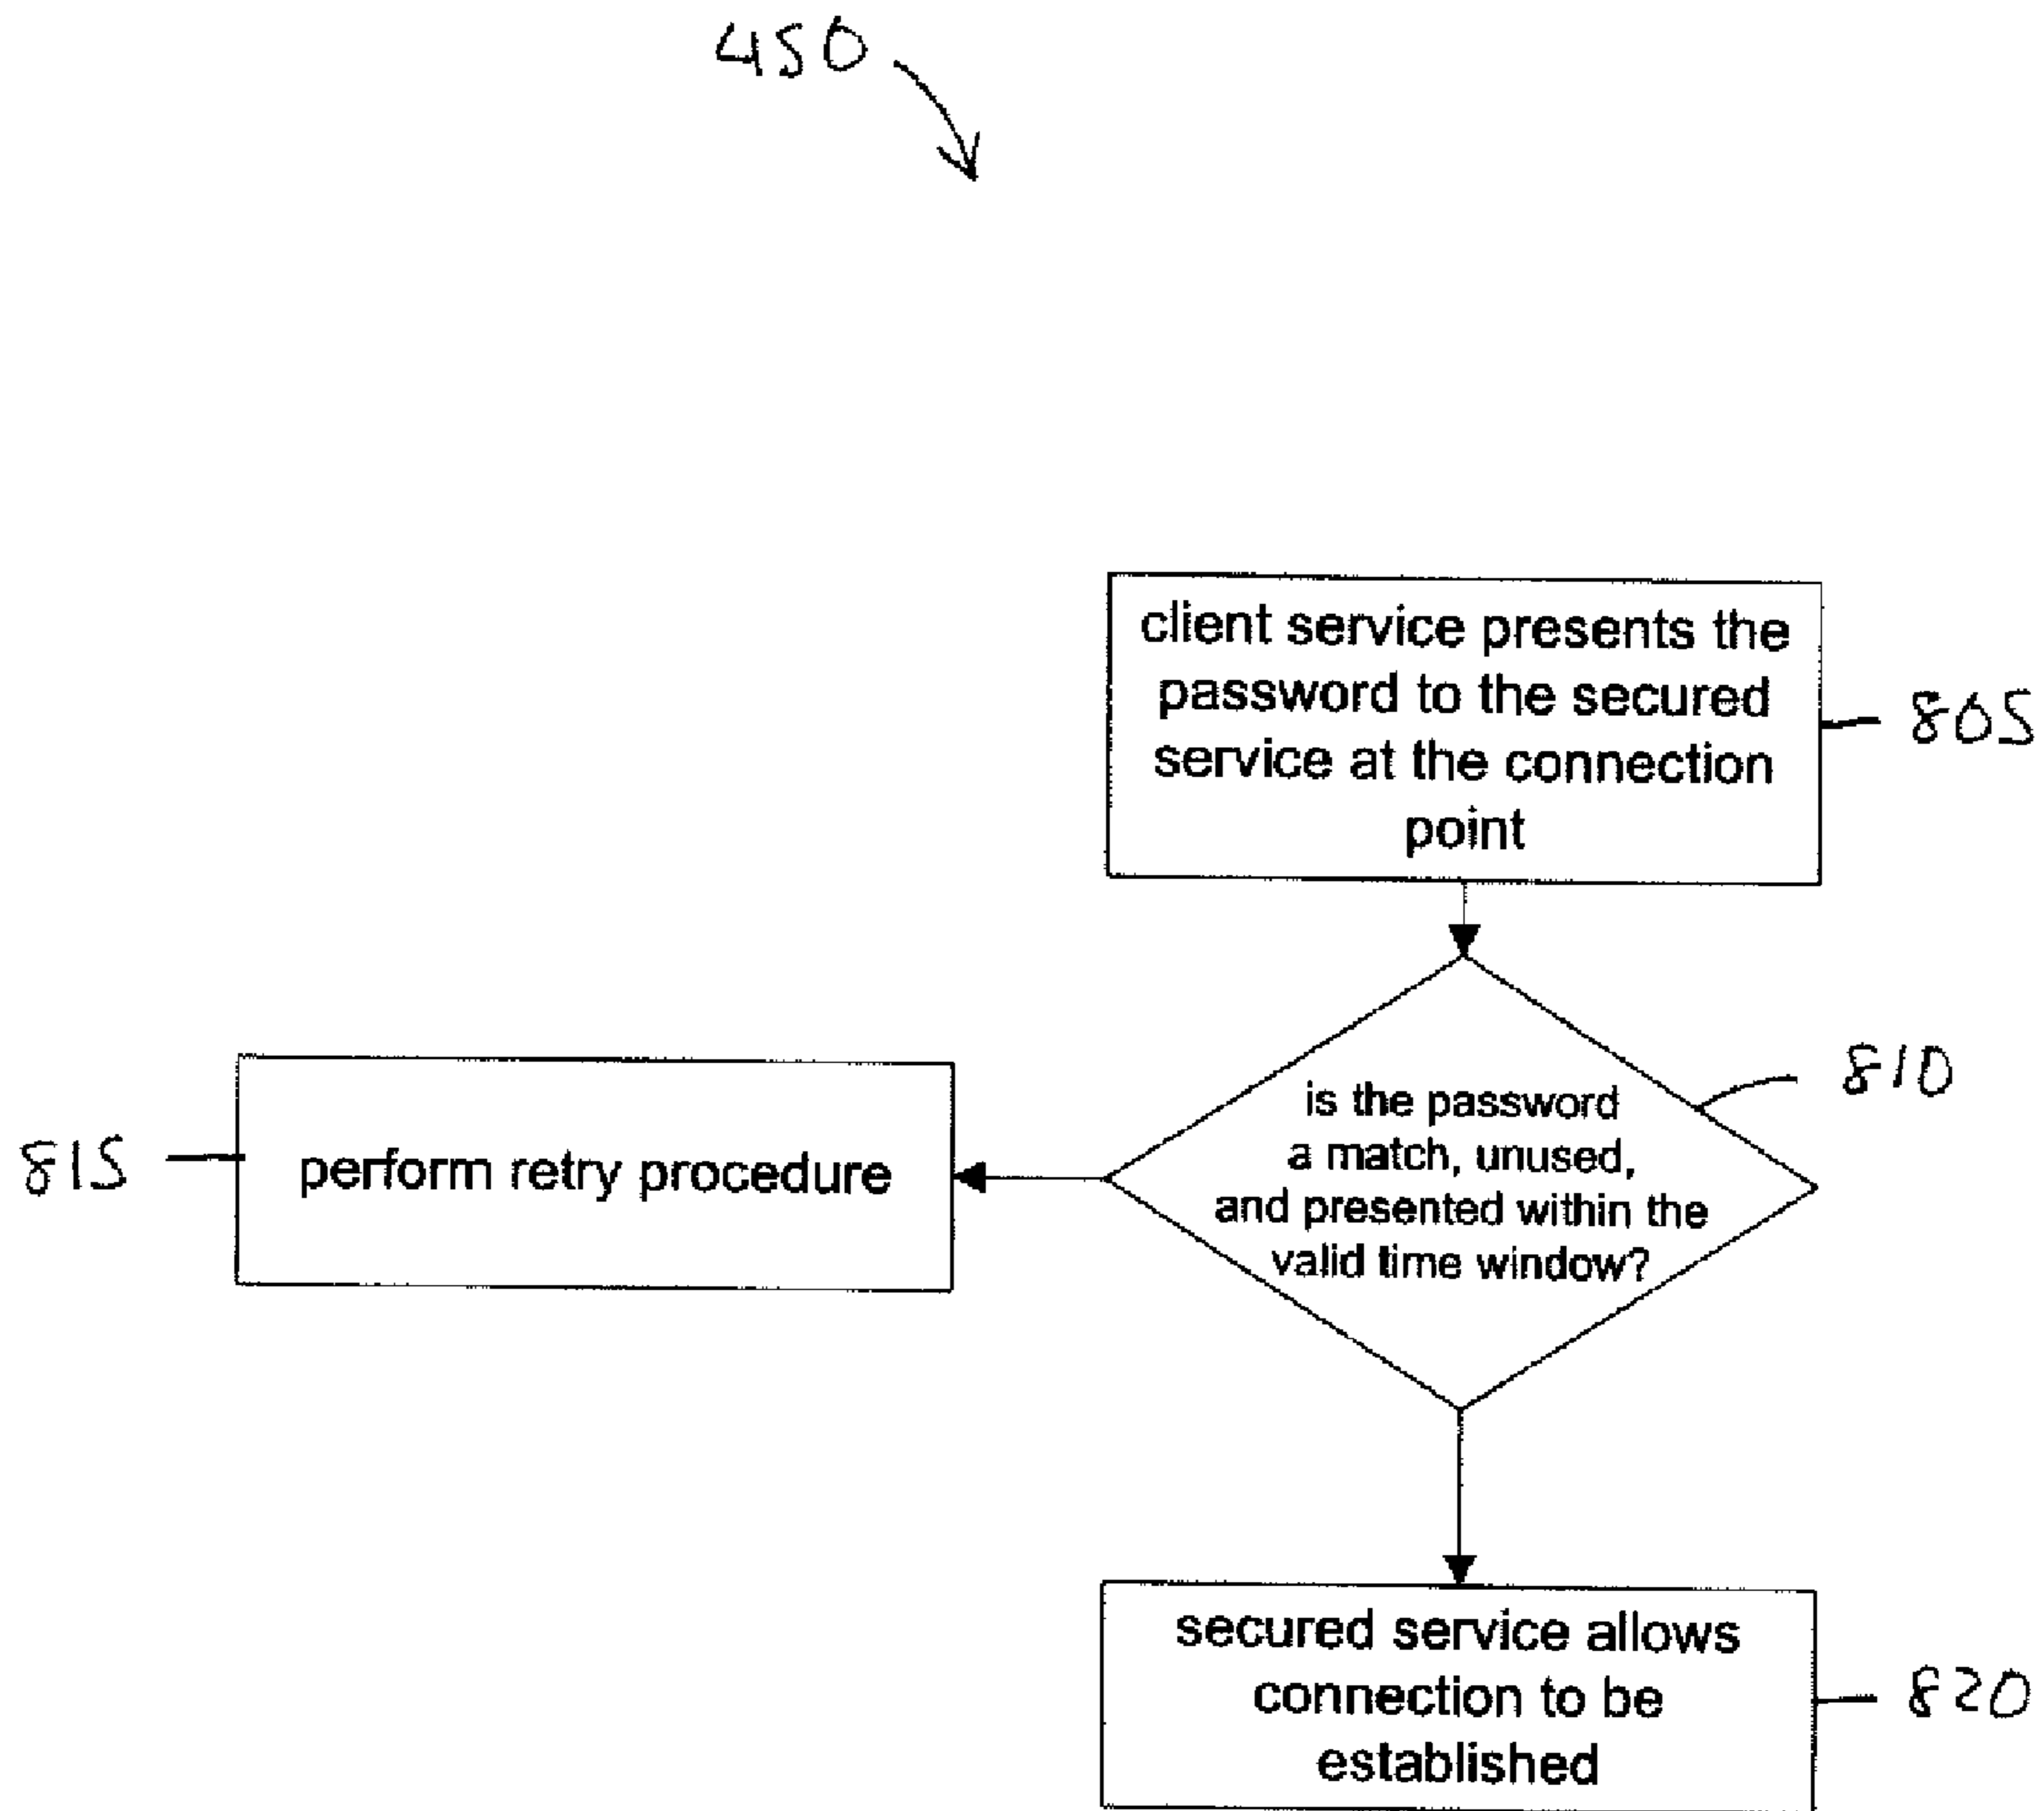 450
client service presents the
password to the secured
service at the connection
point
805
is the password
a match, unused,
and presented within the
valid time window?
810
815
perform retry procedure
secured service allows
connection to be
established
820